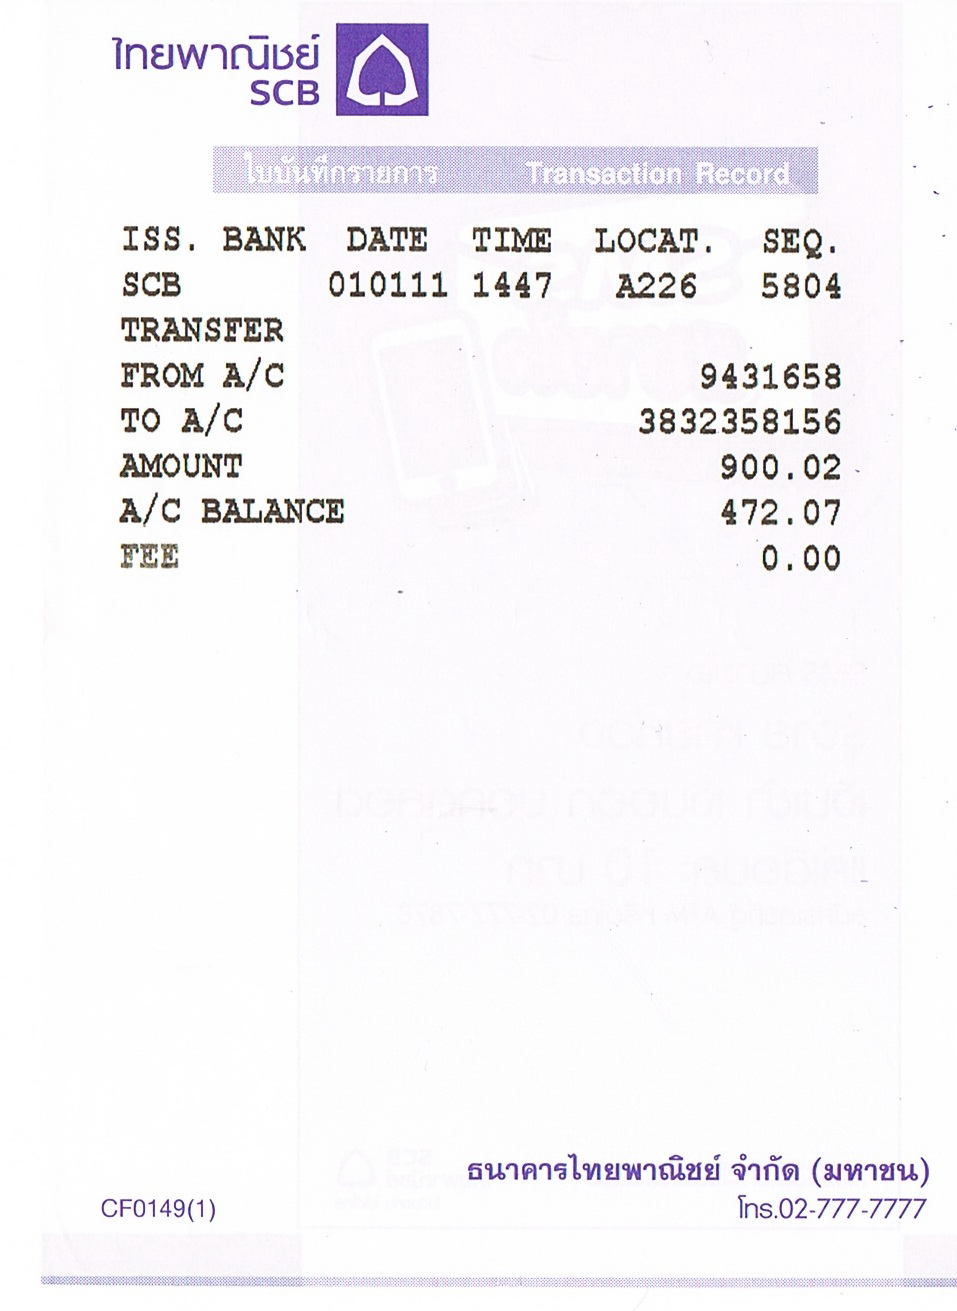 ไทยพาณิชย์
SCB
ใบบันทึกรายการ Transaction Record
ISS. BANK DATE TIME LOCAT. SEQ.
SCB 010111 1447 A226 5804
TRANSFER
FROM A/C 9431658
TO A/C 3832358156
AMOUNT 900.02
A/C BALANCE 472.07
FEE 0.00
ธนาคารไทยพาณิชย์ จำกัด (มหาชน)
CF0149(1) โทร.02-777-7777